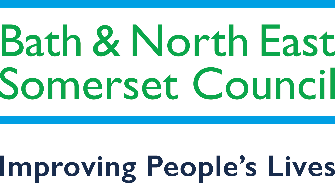 Bath & North East
Somerset Council
Improving People's Lives